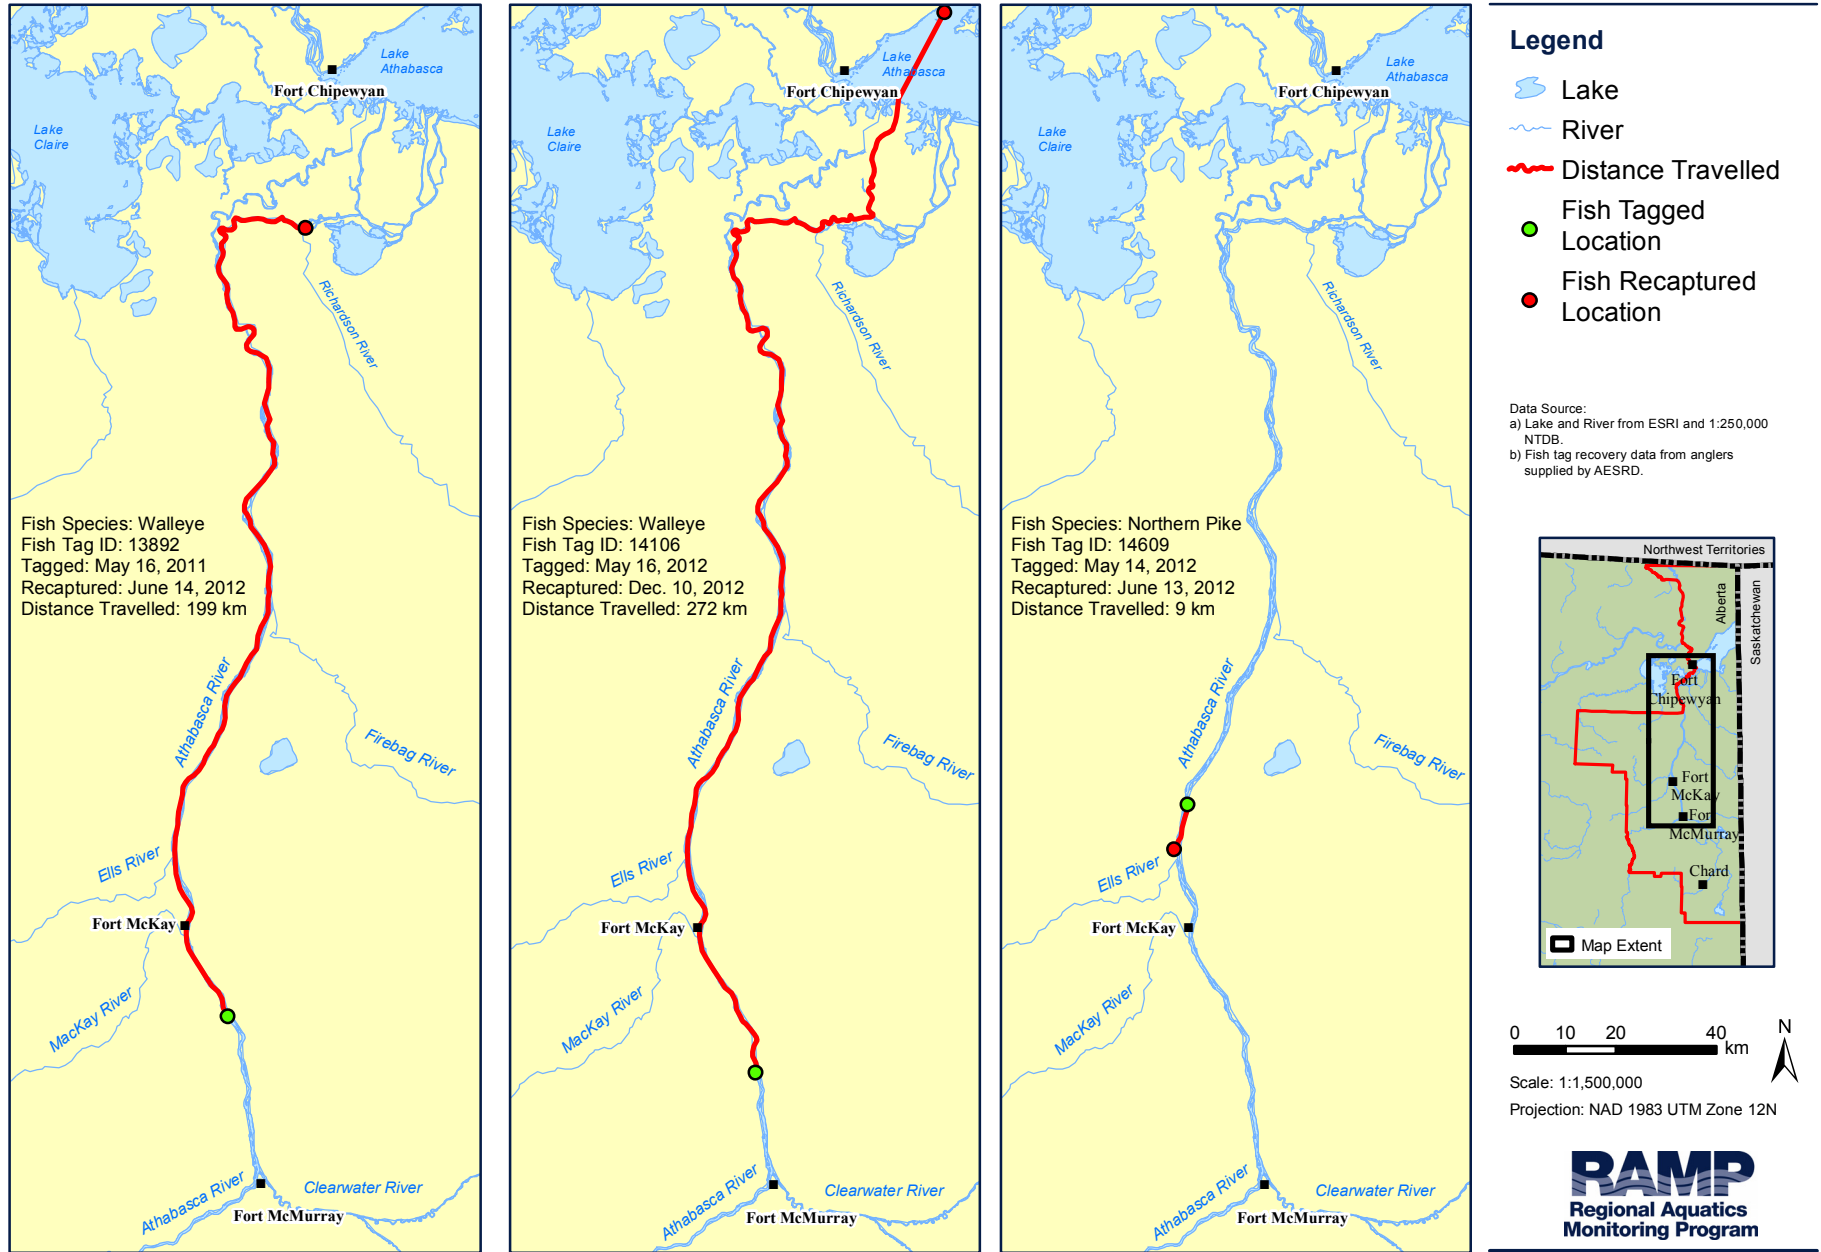 Lake
Athabasca
Fort Chipewyan
Lake
Claire
Richardson River
Fish Species: Walleye
Fish Tag ID: 13892
Tagged: May 16, 2011
Recaptured: June 14, 2012
Distance Travelled: 199 km
Athabasca River
Firebag River
Ells River
Fort McKay
MacKay River
Athabasca River
Clearwater River
Fort McMurray
Lake
Athabasca
Fort Chipewyan
Lake
Claire
Richardson River
Fish Species: Walleye
Fish Tag ID: 14106
Tagged: May 16, 2012
Recaptured: Dec. 10, 2012
Distance Travelled: 272 km
Athabasca River
Firebag River
Ells River
Fort McKay
MacKay River
Athabasca River
Clearwater River
Fort McMurray
Lake
Athabasca
Fort Chipewyan
Lake
Claire
Richardson River
Fish Species: Northern Pike
Fish Tag ID: 14609
Tagged: May 14, 2012
Recaptured: June 13, 2012
Distance Travelled: 9 km
Athabasca River
Firebag River
Ells River
Fort McKay
MacKay River
Athabasca River
Clearwater River
Fort McMurray
Legend
Lake
River
Distance Travelled
Fish Tagged
Location
Fish Recaptured
Location
Data Source:
a) Lake and River from ESRI and 1:250,000
NTDB.
b) Fish tag recovery data from anglers
supplied by AESRD.
Northwest Territories
Alberta
Saskatchewan
Fort
Chipewyan
Fort
McKay
For
McMurray
Chard
Map Extent
0 10 20 40
km
N
Scale: 1:1,500,000
Projection: NAD 1983 UTM Zone 12N
RAMP
Regional Aquatics
Monitoring Program